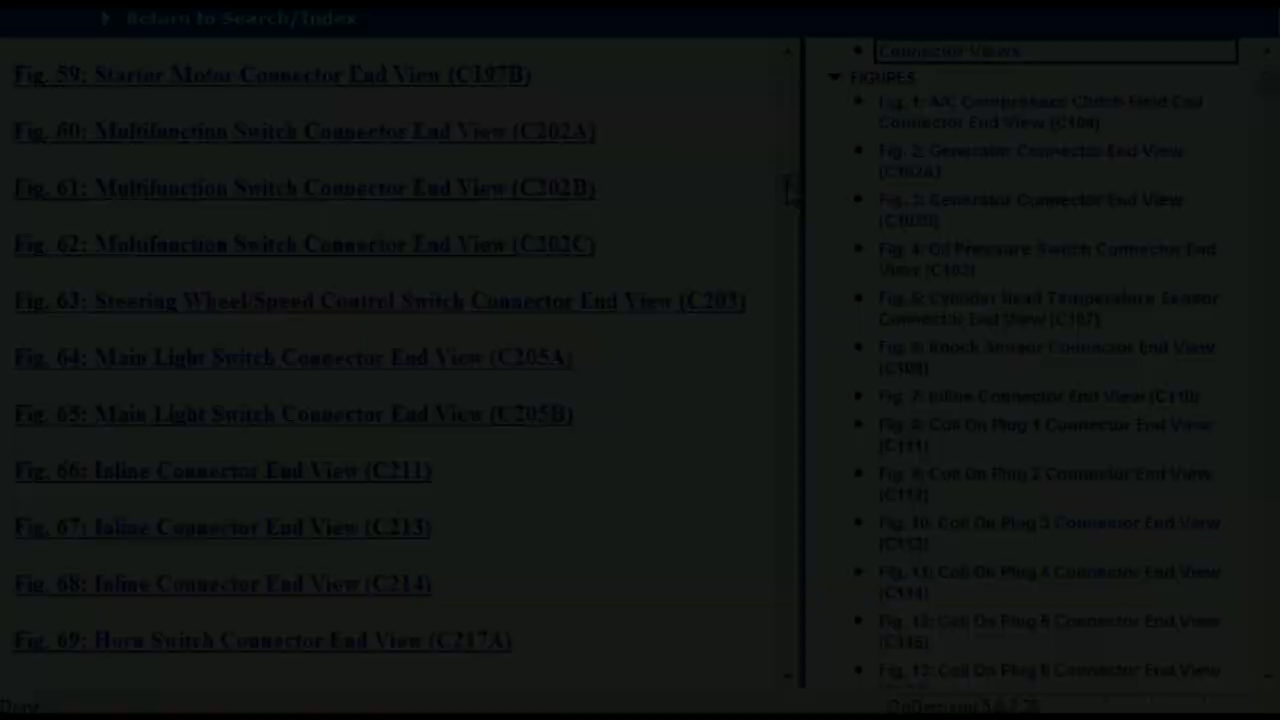 Return to Search/Index
Fig. 59: Starter Motor Connector End View (C197B)
Fig. 60: Multifunction Switch Connector End View (C202A)
Fig. 61: Multifunction Switch Connector End View (C202B)
Fig. 62: Multifunction Switch Connector End View (C202C)
Fig. 63: Steering Wheel/Speed Control Switch Connector End View (C203)
Fig. 64: Main Light Switch Connector End View (C205A)
Fig. 65: Main Light Switch Connector End View (C205B)
Fig. 66: Inline Connector End View (C211)
Fig. 67: Inline Connector End View (C213)
Fig. 68: Inline Connector End View (C214)
Fig. 69: Horn Switch Connector End View (C217A)
Connector Views
FIGURES
Fig. 1: A/C Compressor Clutch Field Coil
Connector End View (C100)
Fig. 2: Generator Connector End View
(C102A)
Fig. 3: Generator Connector End View
(C102B)
Fig. 4: Oil Pressure Switch Connector End
View (C103)
Fig. 5: Cylinder Head Temperature Sensor
Connector End View (C107)
Fig. 6: Knock Sensor Connector End View
Fig. 7: Inline Connector End View (C110)
Fig. 8: Coil On Plug 1 Connector End View
(C111)
Fig. 9: Coil On Plug 2 Connector End View
(C112)
Fig. 10: Coil On Plug 3 Connector End View
(C113)
Fig. 11: Coil On Plug 4 Connector End View
(C114)
Fig. 12: Coil On Plug 5 Connector End View
(C115)
Fig. 13: Coil On Plug 6 Connector End View
Done